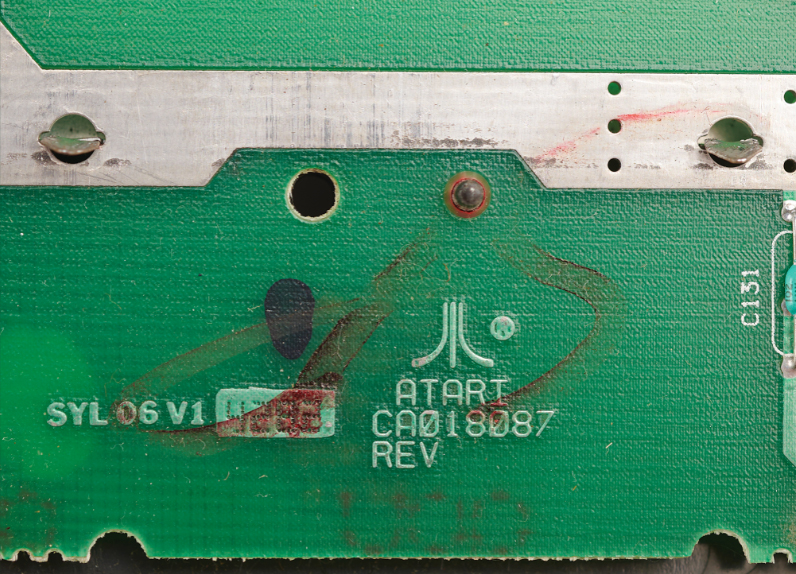 C131
SYL 06 V1
ATARI
CA018087
REV